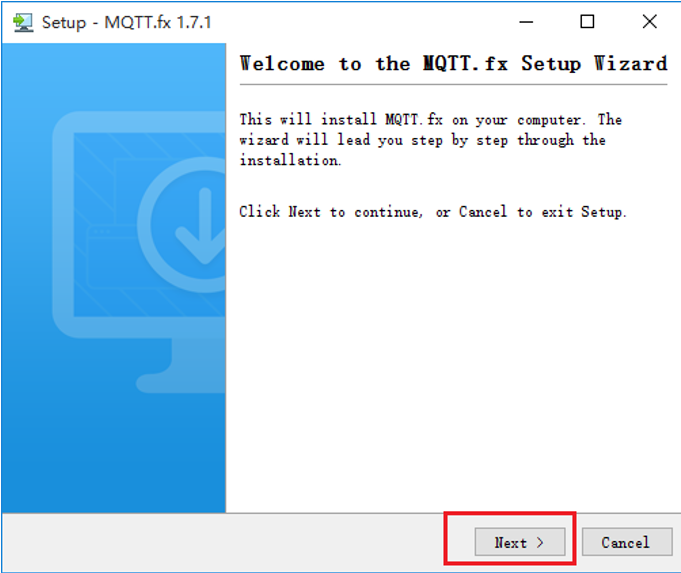 Setup - MQTT.fx 1.7.1
Welcome to the MQTT.fx Setup Wizard
This will install MQTT.fx on your computer. The
wizard will lead you step by step through the
installation.
Click Next to continue, or Cancel to exit Setup.
Next >
Cancel